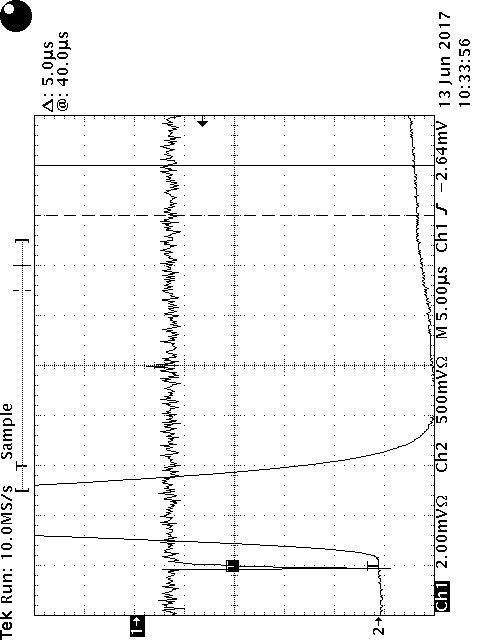 Tek Run: 10.0MS/s Sample
Δ: 5.0µs
@: 40.0µs
1→
2→
Ch1 2.00mVΩ Ch2 500mVΩ M 5.00µs Ch1 ƒ −2.64mV
13 Jun 2017
10:33:56